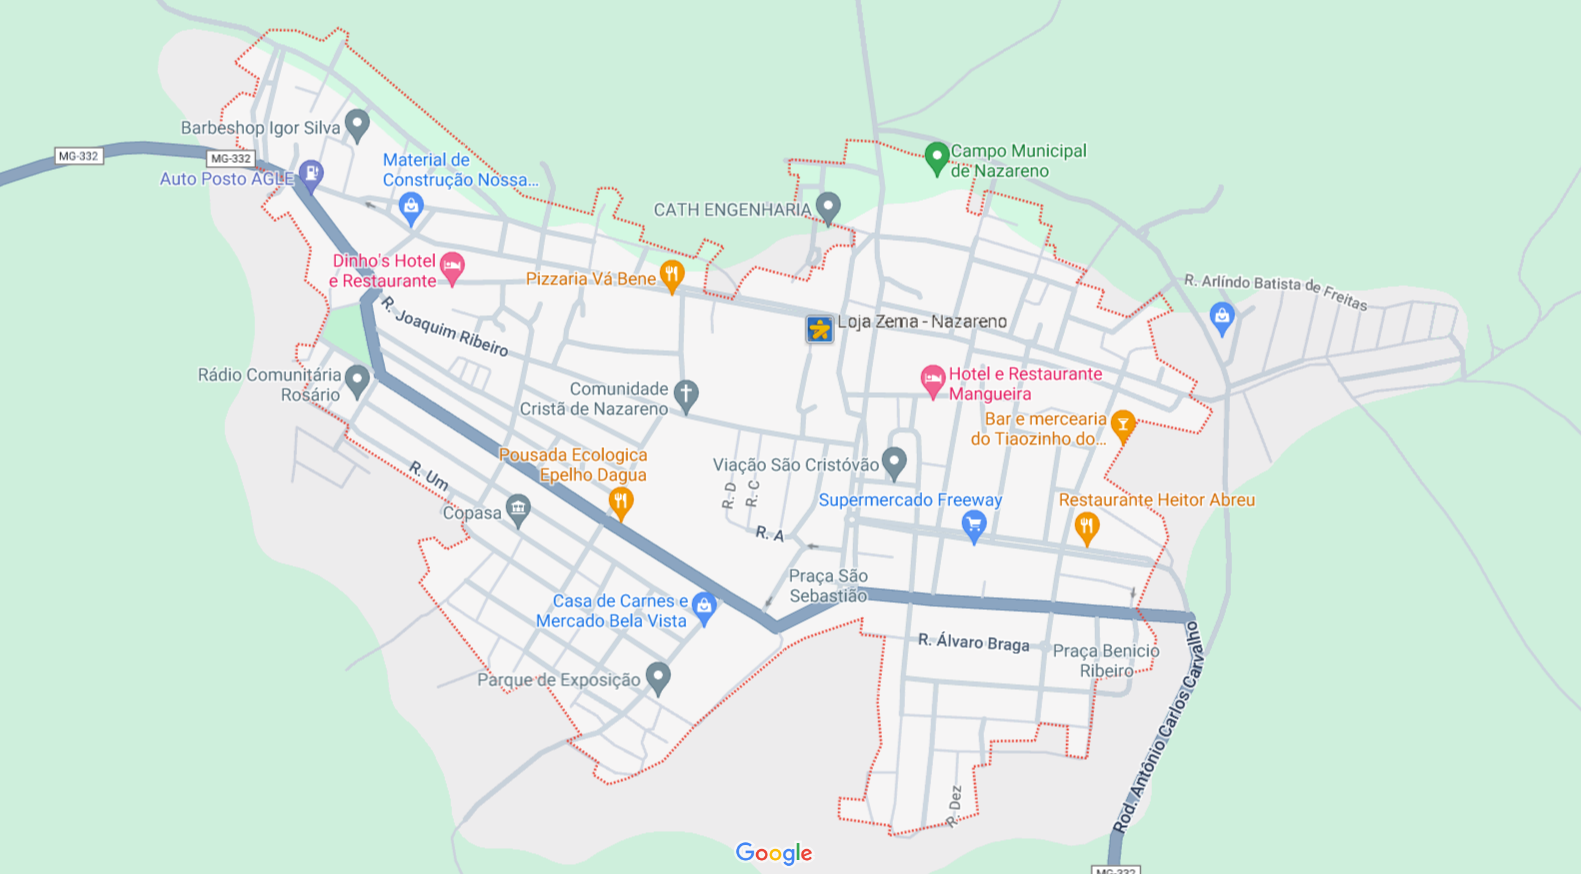 Barbeshop Igor Silva
MG-332
MG-332
Auto Posto AGLE
Material de
Construção Nossa...
Campo Municipal
de Nazareno
CATH ENGENHARIA
Dinho's Hotel
e Restaurante
Pizzaria Vá Bene
R. Arlíndo Batista de Freitas
R. Joaquim Ribeiro
Loja Zema - Nazareno
Rádio Comunitária
Rosário
Comunidade
Cristã de Nazareno
Hotel e Restaurante
Mangueira
Bar e mercearia
do Tiaozinho do...
Pousada Ecologica
Epelho Dagua
R. Um
Viação São Cristóvão
R. D
R. C
Copasa
Supermercado Freeway
Restaurante Heitor Abreu
R. A
Praça São
Sebastião
Casa de Carnes e
Mercado Bela Vista
R. Álvaro Braga
Praça Benicio
Ribeiro
Parque de Exposição
Rod. Antônio Carlos Carvalho
R. Dez
Google
MG-332